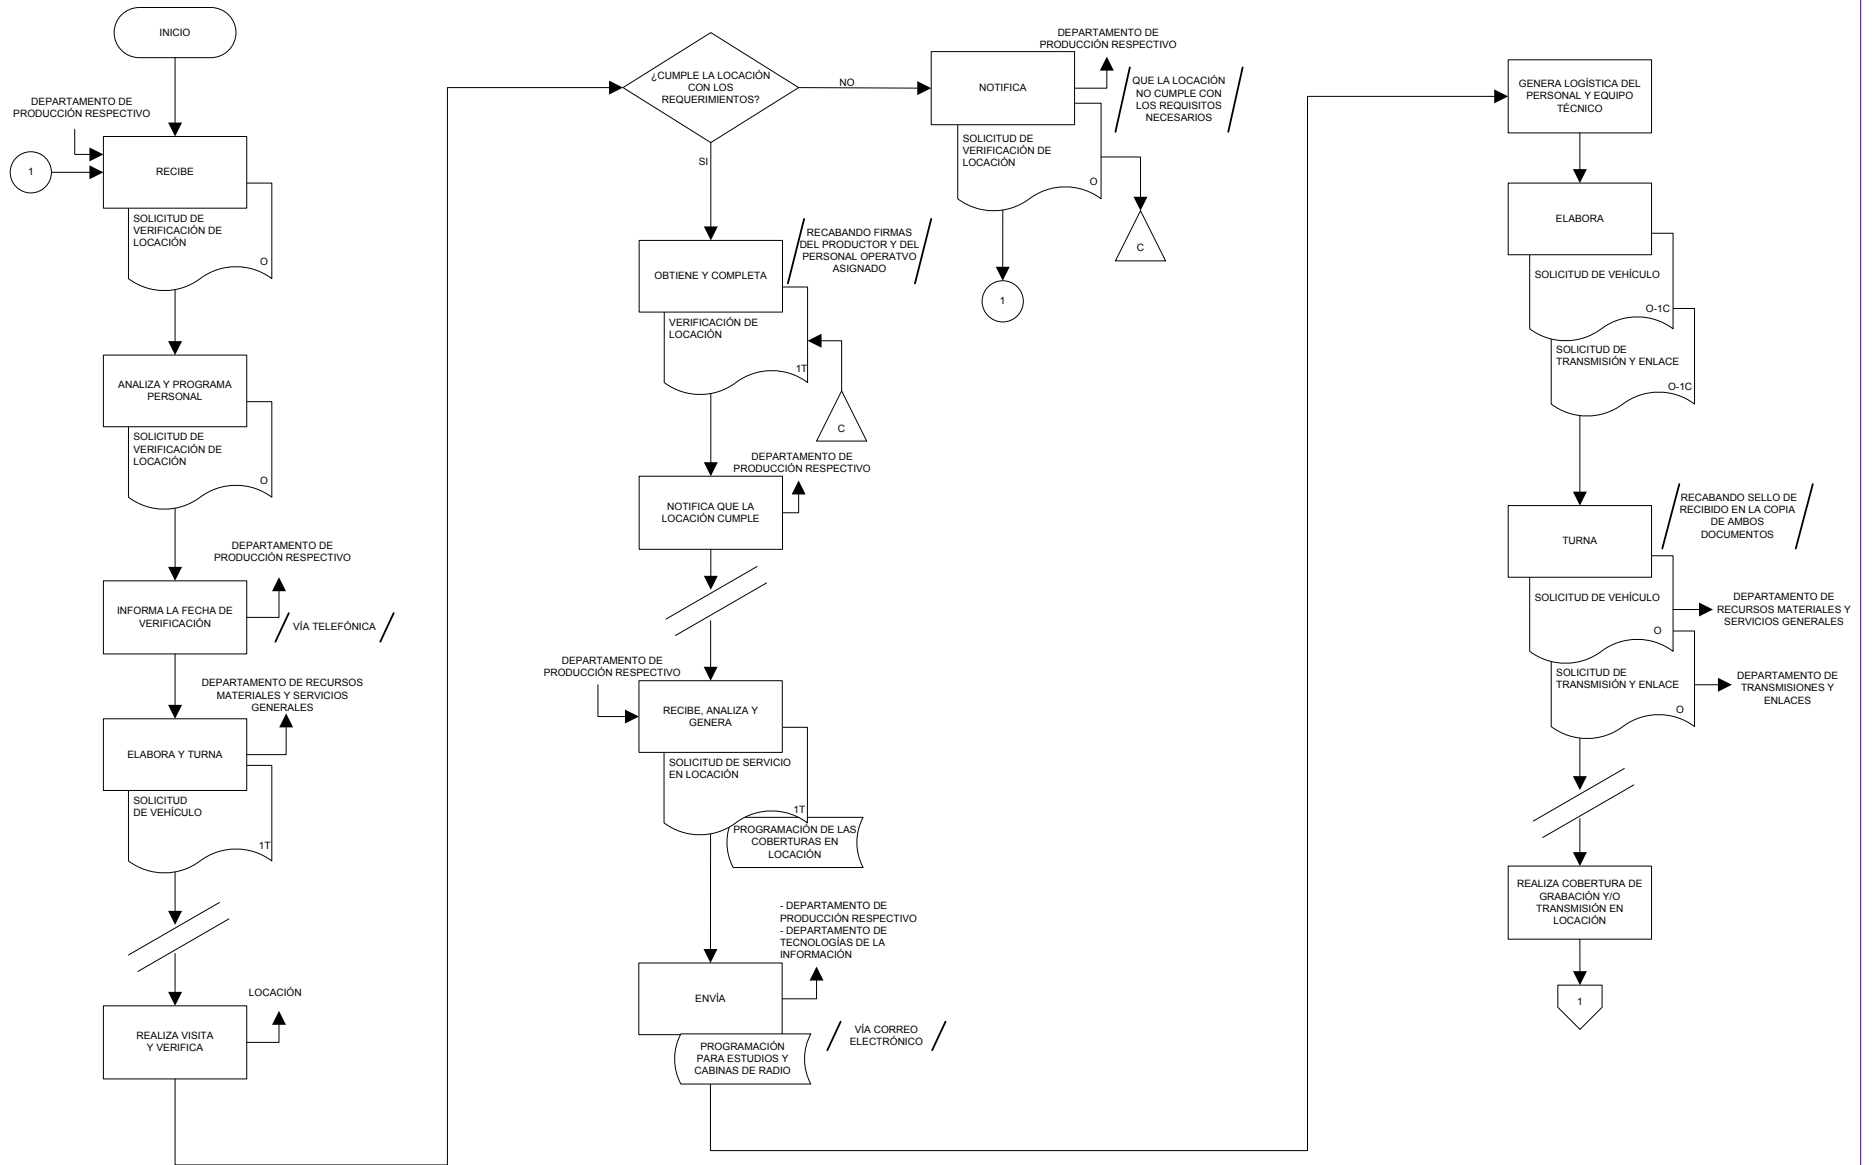 INICIO
DEPARTAMENTO DE
PRODUCCIÓN RESPECTIVO
1
RECIBE
SOLICITUD DE
VERIFICACIÓN DE
LOCACIÓN
O
ANALIZA Y PROGRAMA
PERSONAL
SOLICITUD DE
VERIFICACIÓN DE
LOCACIÓN
O
DEPARTAMENTO DE
PRODUCCIÓN RESPECTIVO
INFORMA LA FECHA DE
VERIFICACIÓN
VÍA TELEFÓNICA
DEPARTAMENTO DE RECURSOS
MATERIALES Y SERVICIOS
GENERALES
ELABORA Y TURNA
SOLICITUD
DE VEHÍCULO
1T
LOCACIÓN
REALIZA VISITA
Y VERIFICA
¿CUMPLE LA LOCACIÓN
CON LOS
REQUERIMIENTOS?
NO
SI
DEPARTAMENTO DE
PRODUCCIÓN RESPECTIVO
NOTIFICA
QUE LA LOCACIÓN
NO CUMPLE CON
LOS REQUISITOS
NECESARIOS
SOLICITUD DE
VERIFICACIÓN DE
LOCACIÓN
O
C
1
RECABANDO FIRMAS
DEL PRODUCTOR Y DEL
PERSONAL OPERATVO
ASIGNADO
OBTIENE Y COMPLETA
VERIFICACIÓN DE
LOCACIÓN
1T
C
DEPARTAMENTO DE
PRODUCCIÓN RESPECTIVO
NOTIFICA QUE LA
LOCACIÓN CUMPLE
DEPARTAMENTO DE
PRODUCCIÓN RESPECTIVO
RECIBE, ANALIZA Y
GENERA
SOLICITUD DE SERVICIO
EN LOCACIÓN
1T
PROGRAMACIÓN DE LAS
COBERTURAS EN
LOCACIÓN
- DEPARTAMENTO DE
PRODUCCIÓN RESPECTIVO
- DEPARTAMENTO DE
TECNOLOGÍAS DE LA
INFORMACIÓN
ENVÍA
VÍA CORREO
ELECTRÓNICO
PROGRAMACIÓN
PARA ESTUDIOS Y
CABINAS DE RADIO
GENERA LOGÍSTICA DEL
PERSONAL Y EQUIPO
TÉCNICO
ELABORA
SOLICITUD DE VEHÍCULO
O-1C
SOLICITUD DE
TRANSMISIÓN Y ENLACE
O-1C
RECABANDO SELLO DE
RECIBIDO EN LA COPIA
DE AMBOS
DOCUMENTOS
TURNA
SOLICITUD DE VEHÍCULO
O
DEPARTAMENTO DE
RECURSOS MATERIALES Y
SERVICIOS GENERALES
SOLICITUD DE
TRANSMISIÓN Y ENLACE
O
DEPARTAMENTO DE
TRANSMISIONES Y
ENLACES
REALIZA COBERTURA DE
GRABACIÓN Y/O
TRANSMISIÓN EN
LOCACIÓN
1